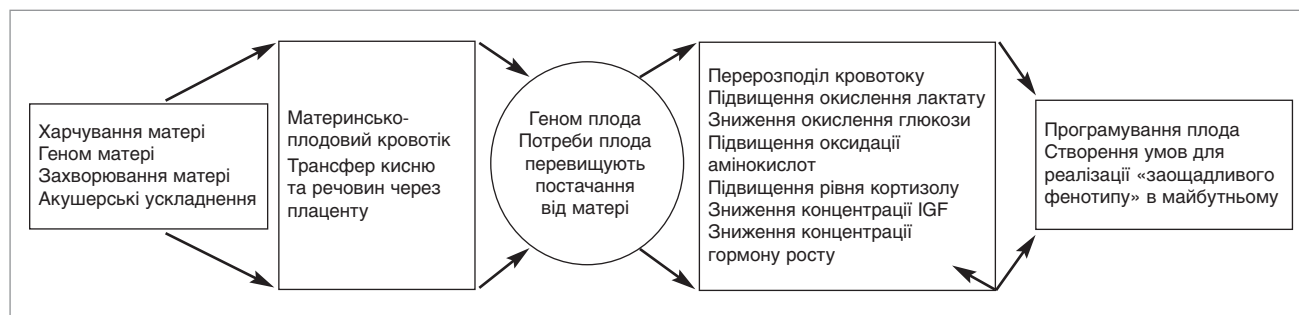 Харчування матері
Геном матері
Захворювання матері
Акушерські ускладнення
Материнсько-
плодовий кровотік
Трансфер кисню
та речовин через
плаценту
Геном плода
Потреби плода
перевищують
постачання
від матері
Перерозподіл кровотоку
Підвищення окислення лактату
Зниження окислення глюкози
Підвищення оксидації
амінокислот
Підвищення рівня кортизолу
Зниження концентрації IGF
Зниження концентрації
гормону росту
Програмування плода
Створення умов для
реалізації «заощадливого
фенотипу» в майбутньому